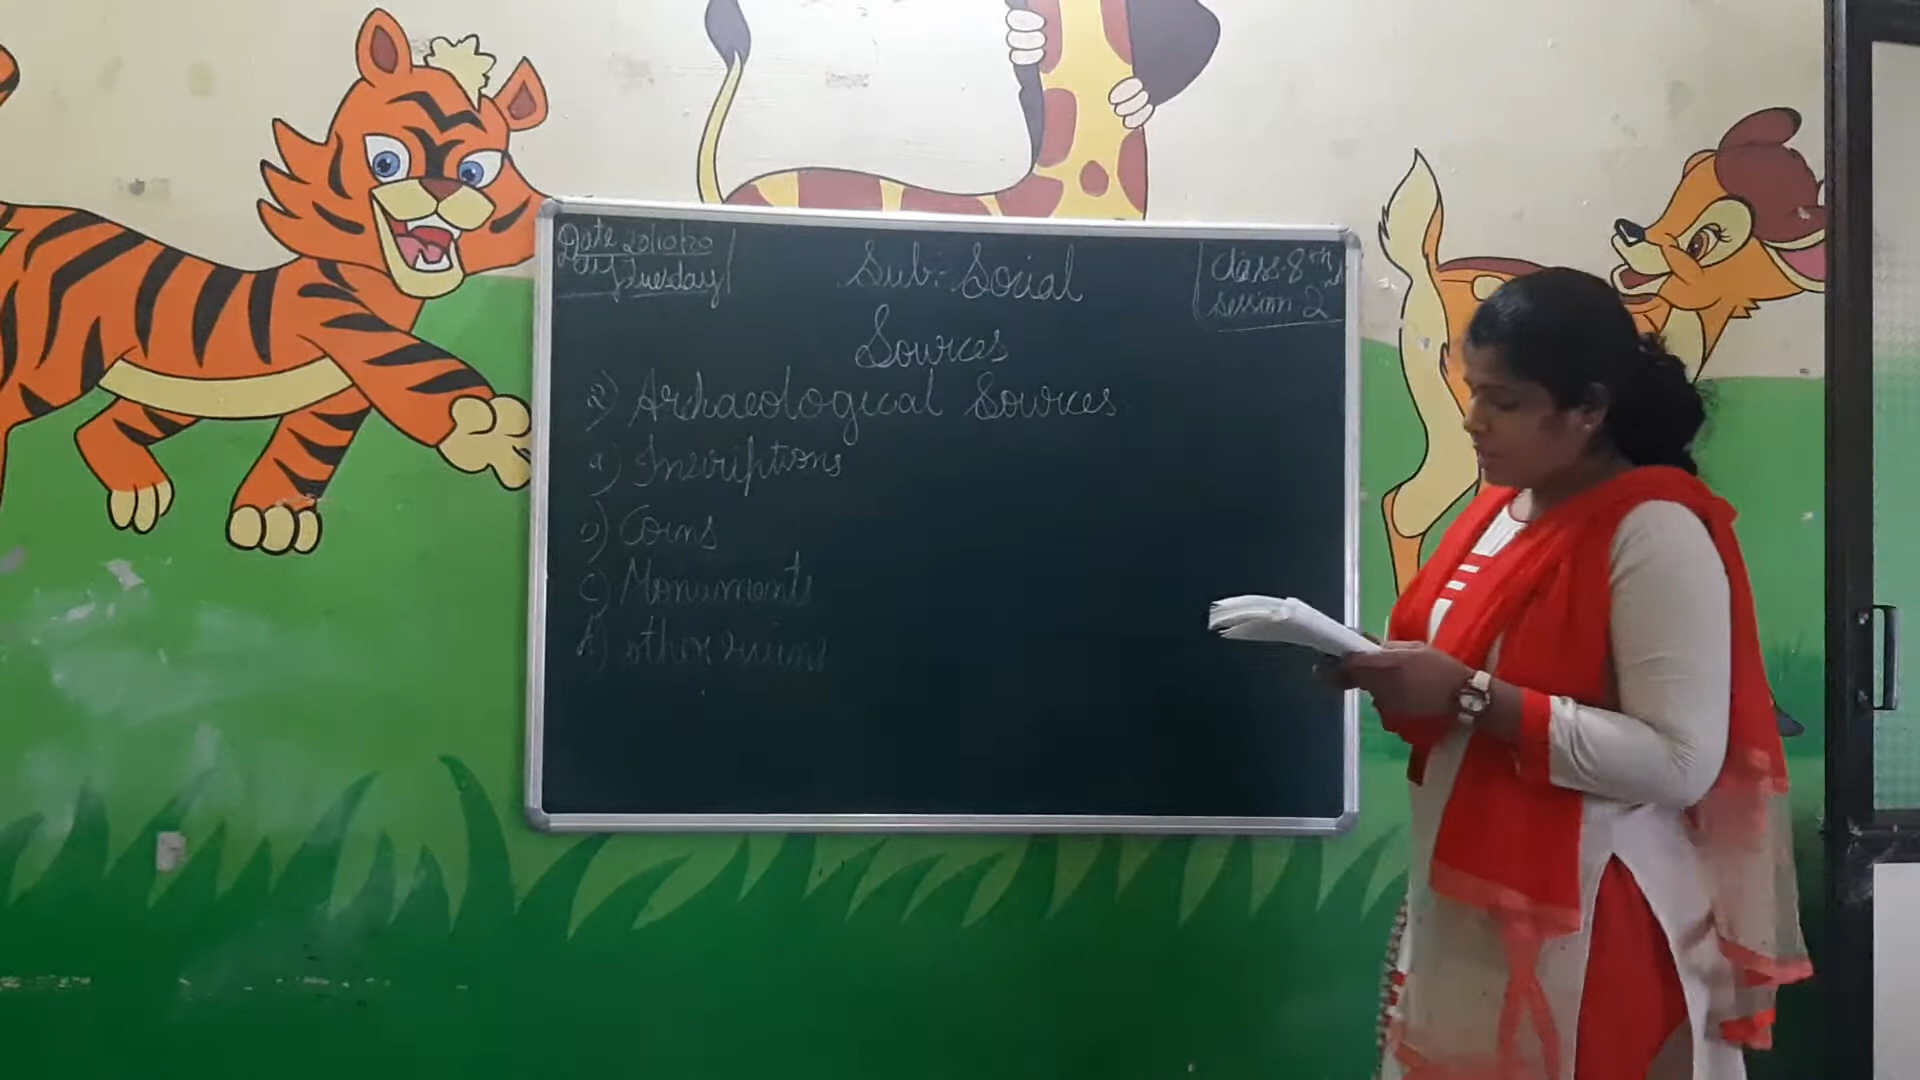 Date 20/10/20
Day Tuesday
Sub:- Social
Class-8th
Session-2
Sources
2) Archaeological Sources
a) Inscriptions
b) Coins
c) Monuments
d) other ruins